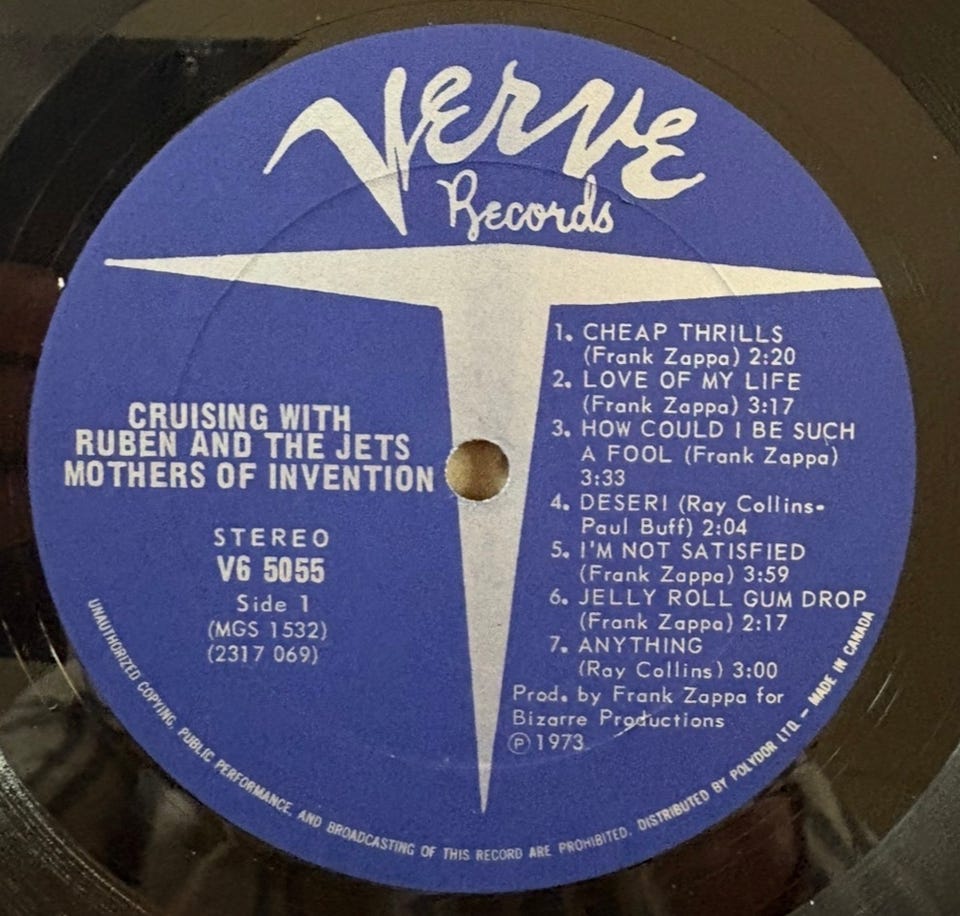 Verve
Records
CRUISING WITH
RUBEN AND THE JETS
MOTHERS OF INVENTION
STEREO
V6 5055
Side 1
(MGS 1532)
(2317 069)
1. CHEAP THRILLS
(Frank Zappa) 2:20
2. LOVE OF MY LIFE
(Frank Zappa) 3:17
3. HOW COULD I BE SUCH
A FOOL (Frank Zappa)
3:33
4. DESERI (Ray Collins-
Paul Buff) 2:04
5. I'M NOT SATISFIED
(Frank Zappa) 3:59
6. JELLY ROLL GUM DROP
(Frank Zappa) 2:17
7. ANYTHING
(Ray Collins) 3:00
Prod. by Frank Zappa for
Bizarre Productions
℗ 1973
UNAUTHORIZED COPYING, PUBLIC PERFORMANCE, AND BROADCASTING OF THIS RECORD ARE PROHIBITED. DISTRIBUTED BY POLYDOR LTD. - MADE IN CANADA